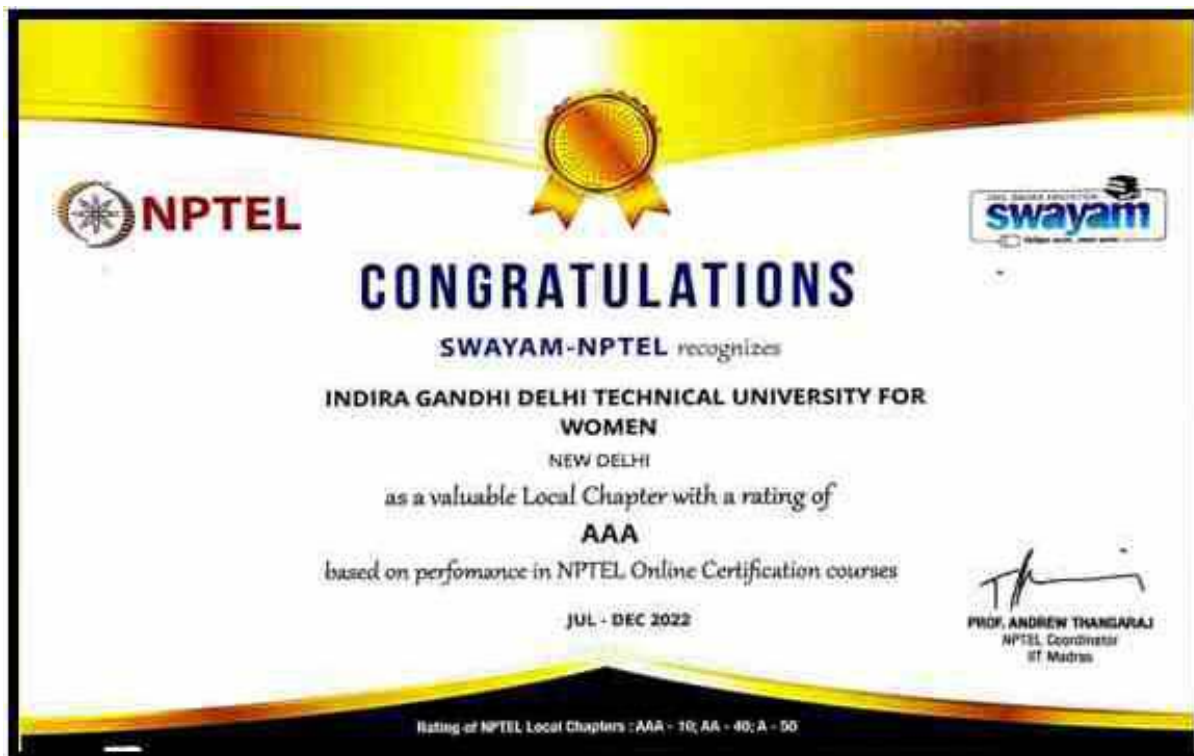 NPTEL
swayam
CONGRATULATIONS
SWAYAM-NPTEL recognizes
INDIRA GANDHI DELHI TECHNICAL UNIVERSITY FOR
WOMEN
NEW DELHI
as a valuable Local Chapter with a rating of
AAA
based on perfomance in NPTEL Online Certification courses
JUL - DEC 2022
PROF. ANDREW THANGARAJ
NPTEL Coordinator
IIT Madras
Rating of NPTEL Local Chapters : AAA - 10; AA - 40; A - 50